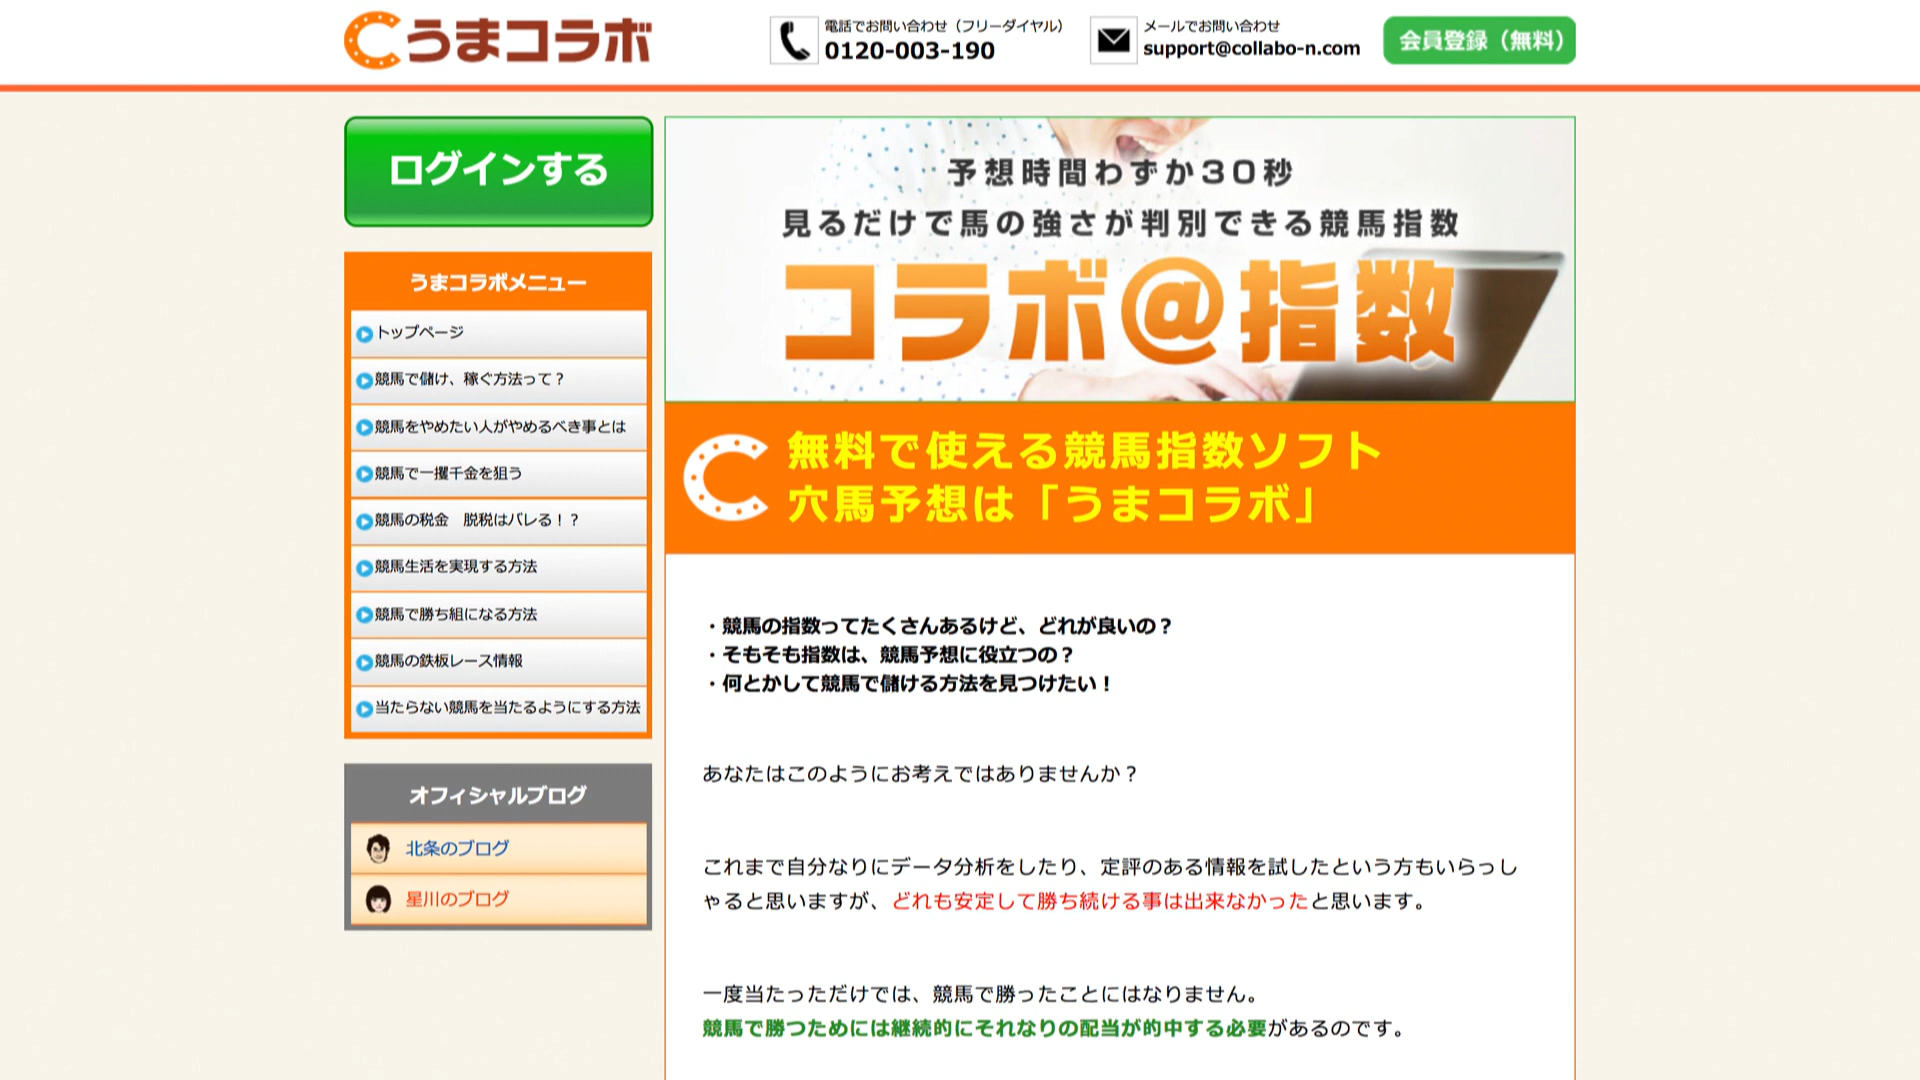 うまコラボ
電話でお問い合わせ（フリーダイヤル）
0120-003-190
メールでお問い合わせ
support@collabo-n.com
会員登録（無料）
ログインする
うまコラボメニュー
トップページ
競馬で儲け、稼ぐ方法って？
競馬をやめたい人がやめるべき事とは
競馬で一攫千金を狙う
競馬の税金　脱税はバレる！？
競馬生活を実現する方法
競馬で勝ち組になる方法
競馬の鉄板レース情報
当たらない競馬を当たるようにする方法
オフィシャルブログ
北条のブログ
星川のブログ
予想時間わずか30秒
見るだけで馬の強さが判別できる競馬指数
コラボ@指数
無料で使える競馬指数ソフト
穴馬予想は「うまコラボ」
・競馬の指数ってたくさんあるけど、どれが良いの？
・そもそも指数は、競馬予想に役立つの？
・何とかして競馬で儲ける方法を見つけたい！
あなたはこのようにお考えではありませんか？
これまで自分なりにデータ分析をしたり、定評のある情報を試したという方もいらっし
ゃると思いますが、どれも安定して勝ち続ける事は出来なかったと思います。
一度当たっただけでは、競馬で勝ったことにはなりません。
競馬で勝つためには継続的にそれなりの配当が的中する必要があるのです。